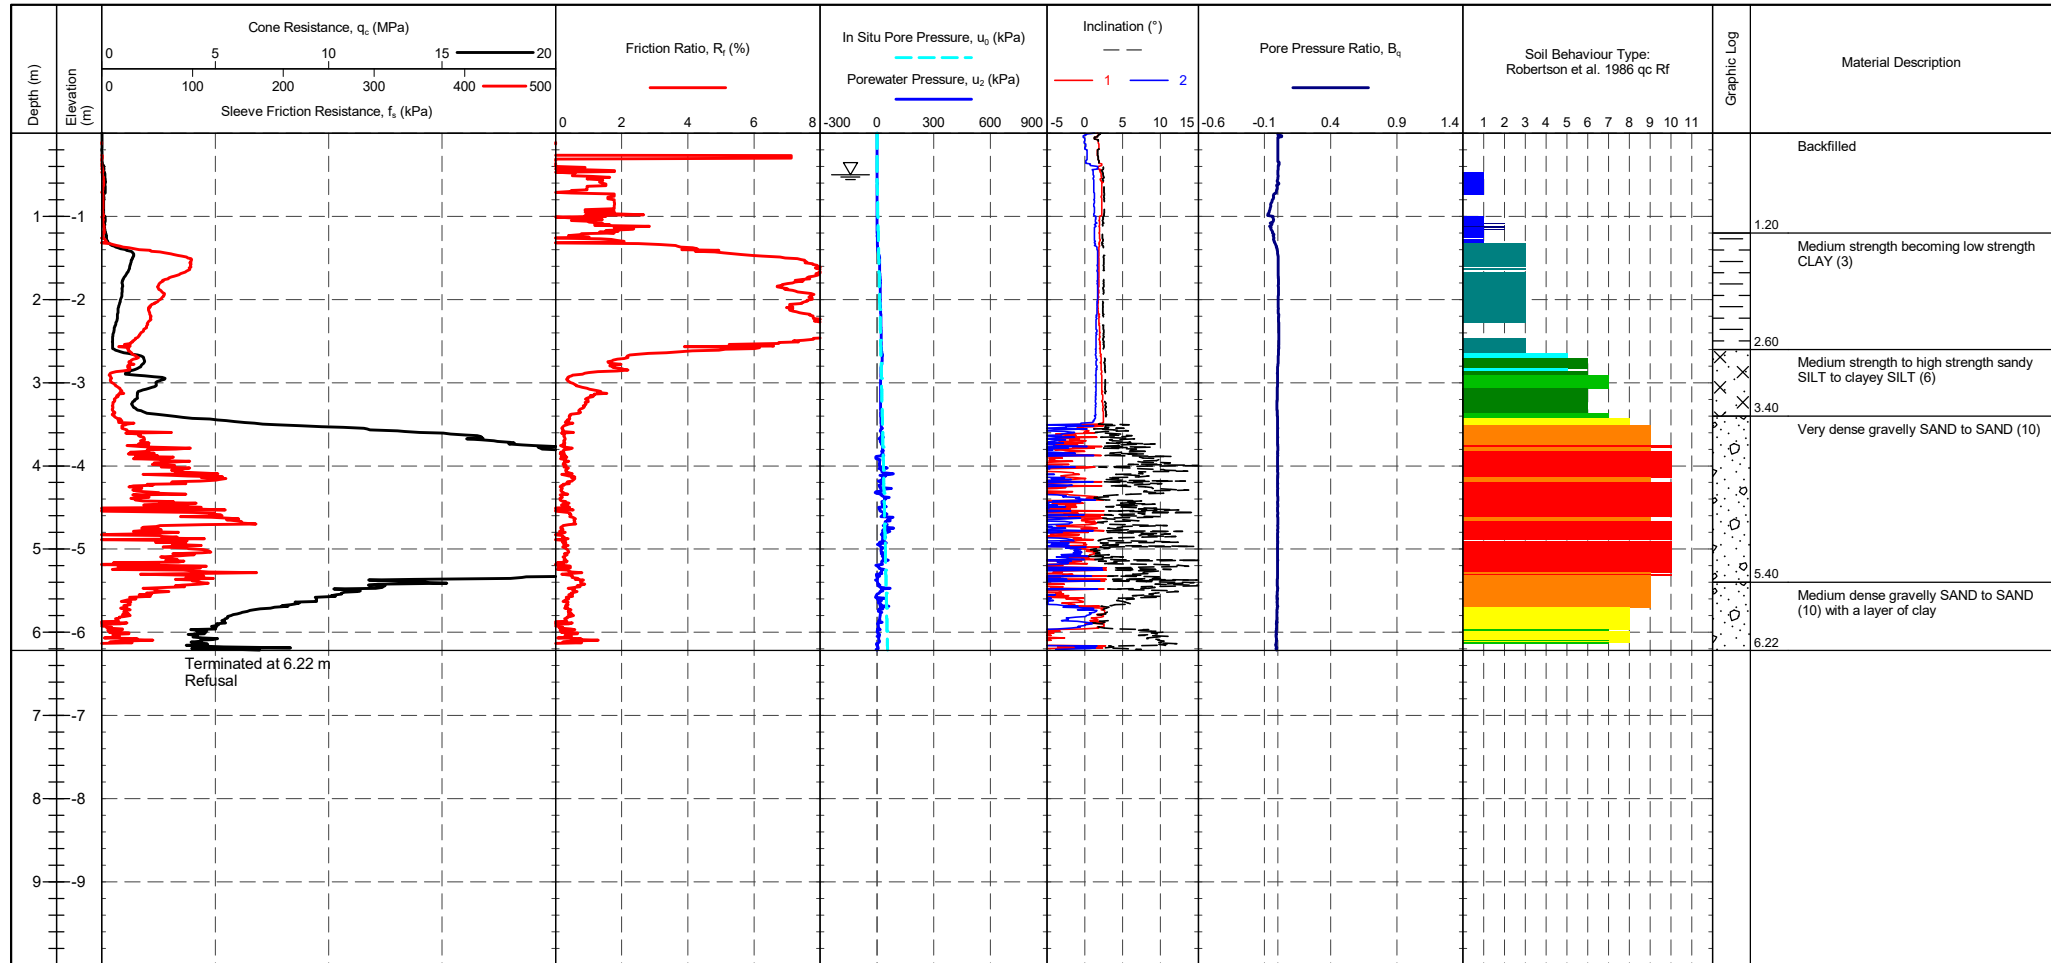 Depth (m)
Elevation
(m)
Cone Resistance, qc (MPa)
0 5 10 15 20
100 200 300 400 500
Sleeve Friction Resistance, fs (kPa)
Friction Ratio, Rf (%)
0 2 4 6 8
In Situ Pore Pressure, u0 (kPa)
Porewater Pressure, u2 (kPa)
-300 0 300 600 900
Inclination (°)
1 2
-5 0 5 10 15
Pore Pressure Ratio, Bq
-0.6 -0.1 0.4 0.9 1.4
Soil Behaviour Type:
Robertson et al. 1986 qc Rf
1 2 3 4 5 6 7 8 9 10 11
Graphic Log
Material Description
Backfilled
1 -1
1.20
Medium strength becoming low strength
CLAY (3)
2 -2
2.60
Medium strength to high strength sandy
SILT to clayey SILT (6)
3 -3
3.40
Very dense gravelly SAND to SAND (10)
4 -4
5 -5
5.40
Medium dense gravelly SAND to SAND
(10) with a layer of clay
6 -6
6.22
Terminated at 6.22 m
Refusal
7 -7
8 -8
9 -9